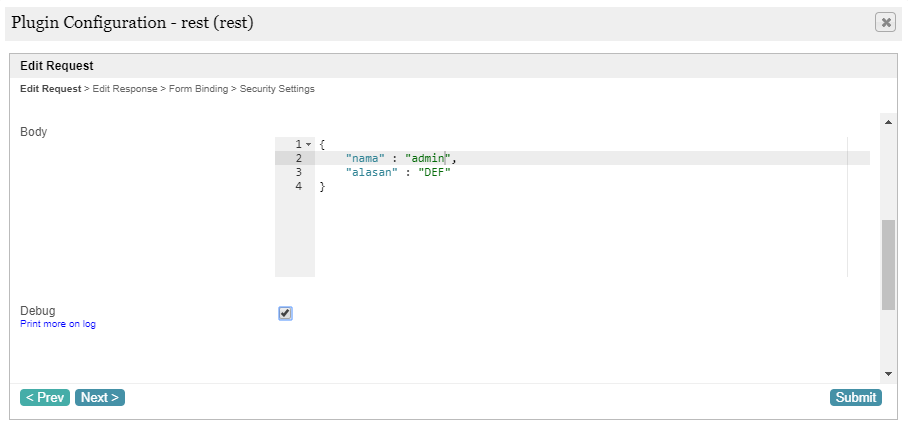 Plugin Configuration - rest (rest)
Edit Request
Edit Request > Edit Response > Form Binding > Security Settings
Body
1 {
2 "nama" : "admin",
3 "alasan" : "DEF"
4 }
Debug
Print more on log
< Prev Next > Submit